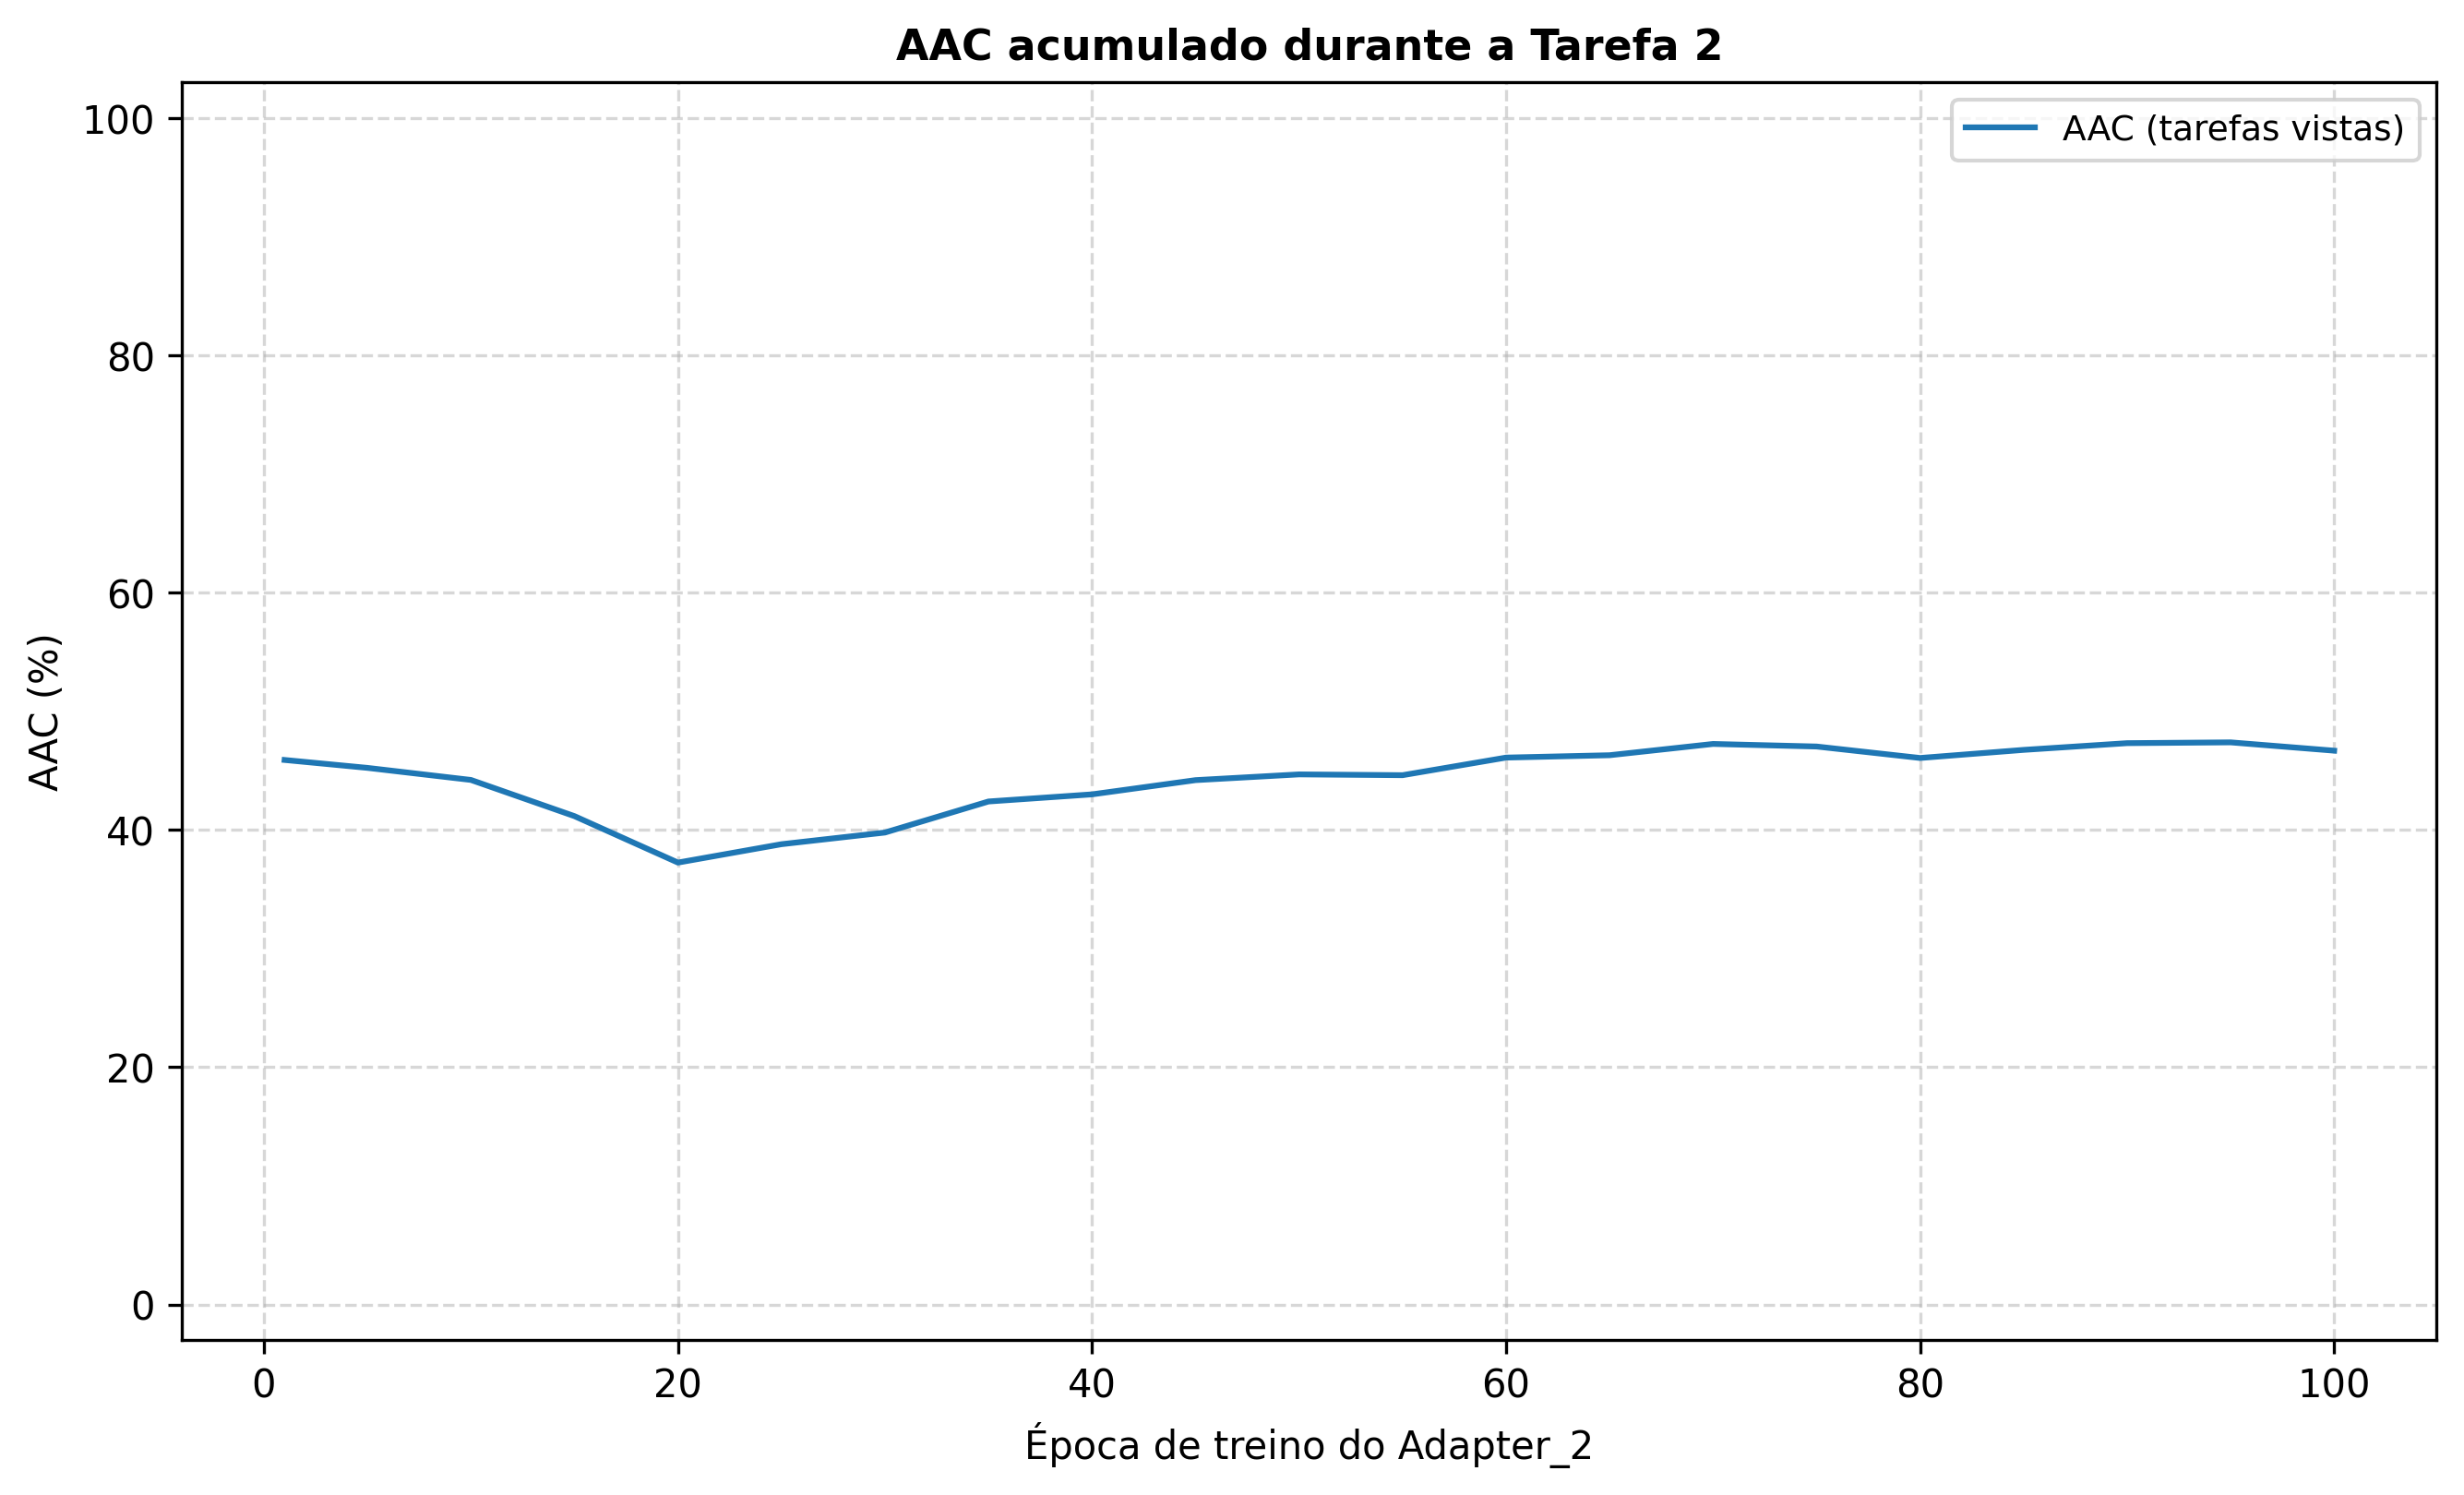 AAC acumulado durante a Tarefa 2
AAC (tarefas vistas)
AAC (%)
100
80
60
40
20
0
0 20 40 60 80 100
Época de treino do Adapter_2